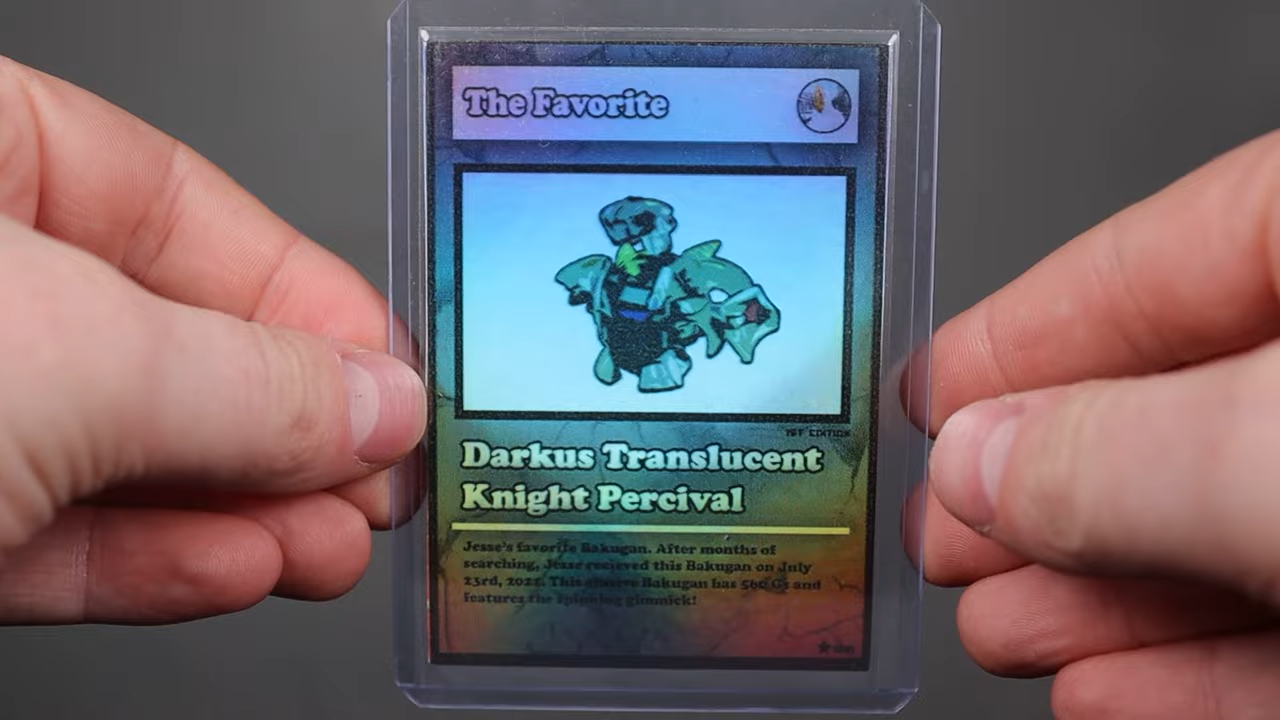 The Favorite
1ST EDITION
Darkus Translucent
Knight Percival
Jesse's favorite Bakugan. After months of
searching, Jesse recieved this Bakugan on July
23rd, This elusive Bakugan has 560 Gs and
features the spinning gimmick!